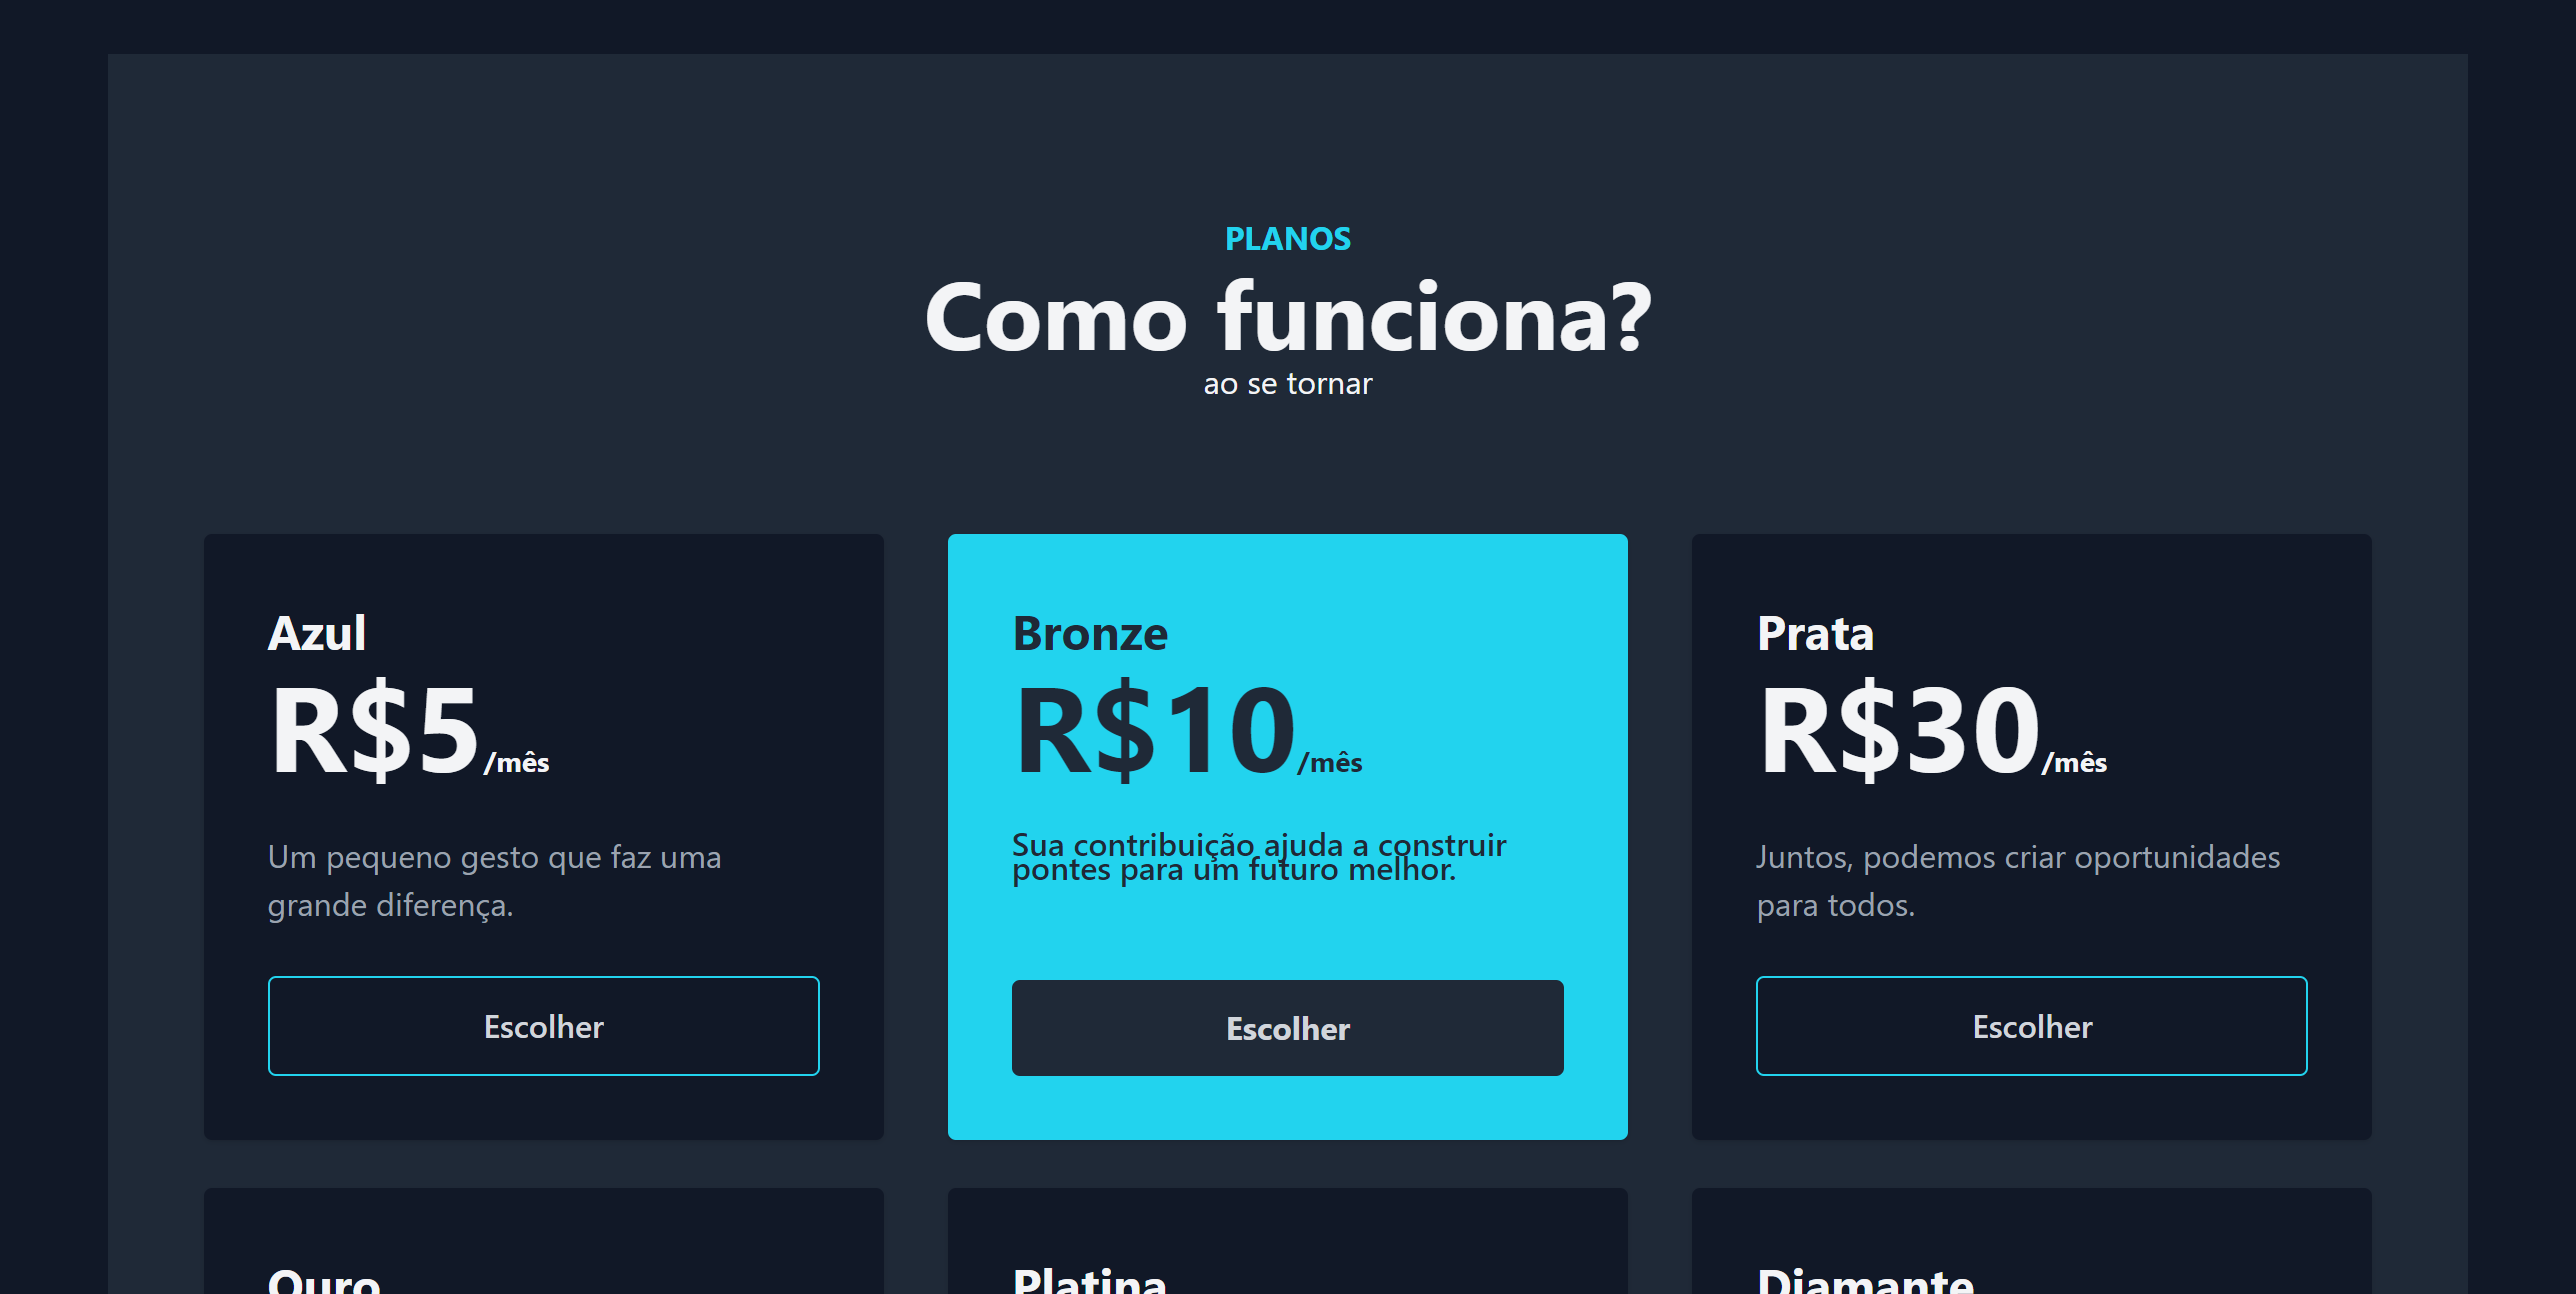 PLANOS
Como funciona?
ao se tornar
Azul
R$5/mês
Um pequeno gesto que faz uma
grande diferença.
Escolher
Bronze
R$10/mês
Sua contribuição ajuda a construir
pontes para um futuro melhor.
Escolher
Prata
R$30/mês
Juntos, podemos criar oportunidades
para todos.
Escolher
Ouro
Platina
Diamante